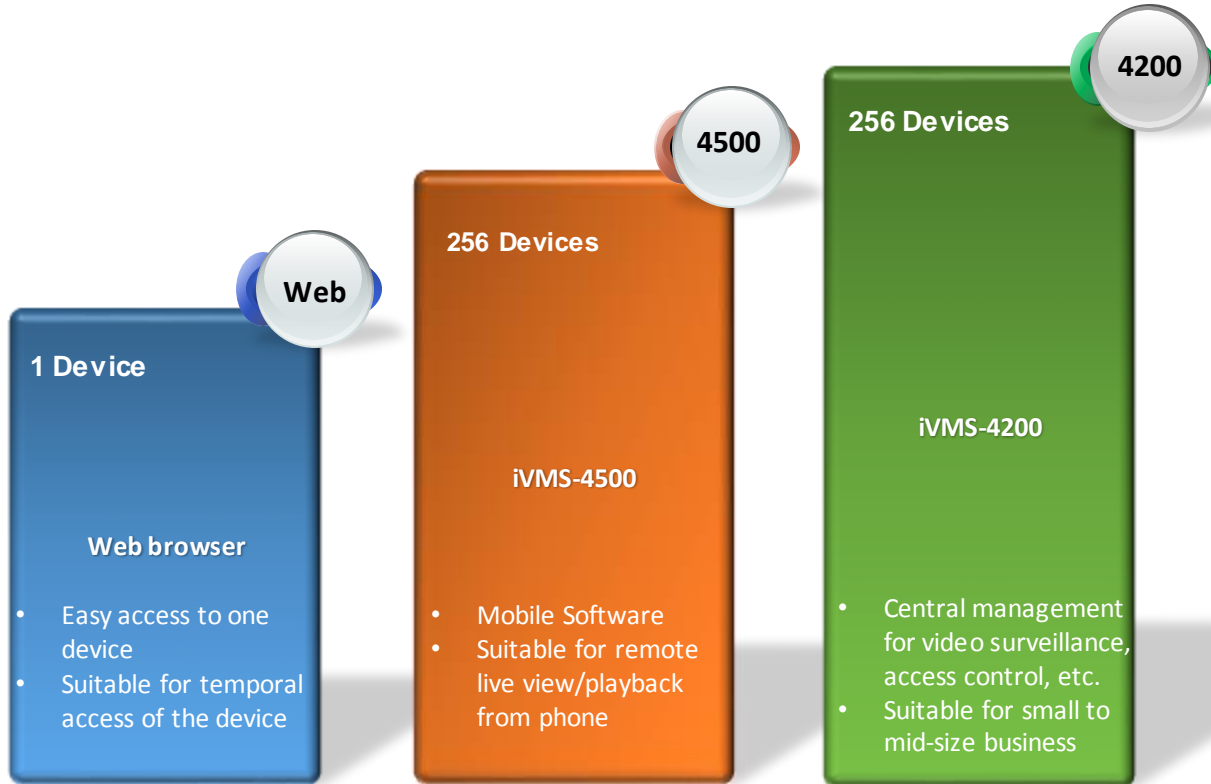 Web
1 Device
Web browser
• Easy access to one
device
• Suitable for temporal
access of the device
4500
256 Devices
iVMS-4500
• Mobile Software
• Suitable for remote
live view/playback
from phone
4200
256 Devices
iVMS-4200
• Central management
for video surveillance,
access control, etc.
• Suitable for small to
mid-size business